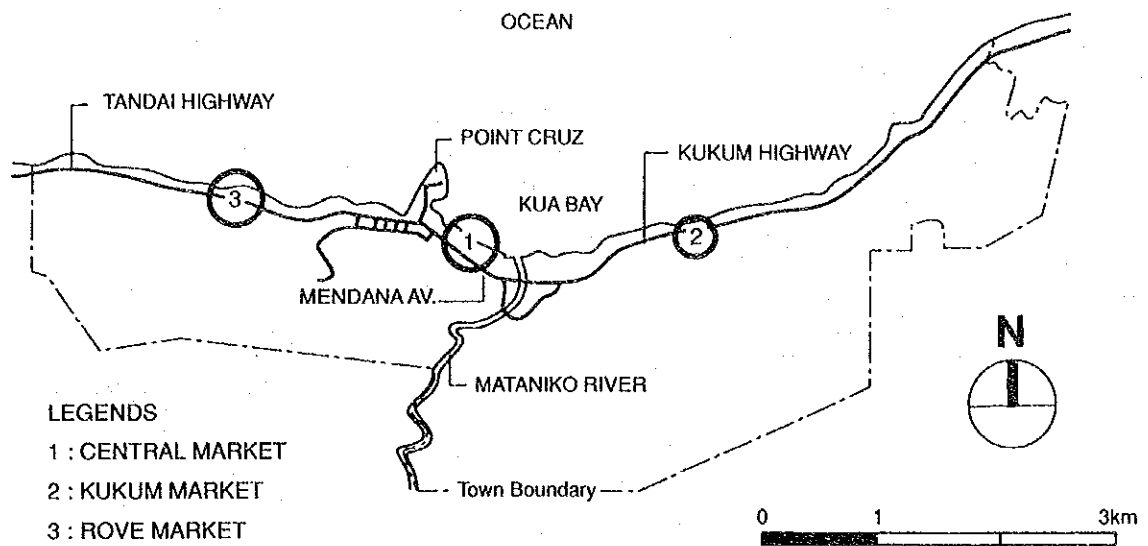 OCEAN
TANDAI HIGHWAY
POINT CRUZ
KUKUM HIGHWAY
3
KUA BAY
1
2
MENDANA AV.
N
MATANIKO RIVER
LEGENDS
1 : CENTRAL MARKET
2 : KUKUM MARKET
3 : ROVE MARKET
Town Boundary
0 1 3km